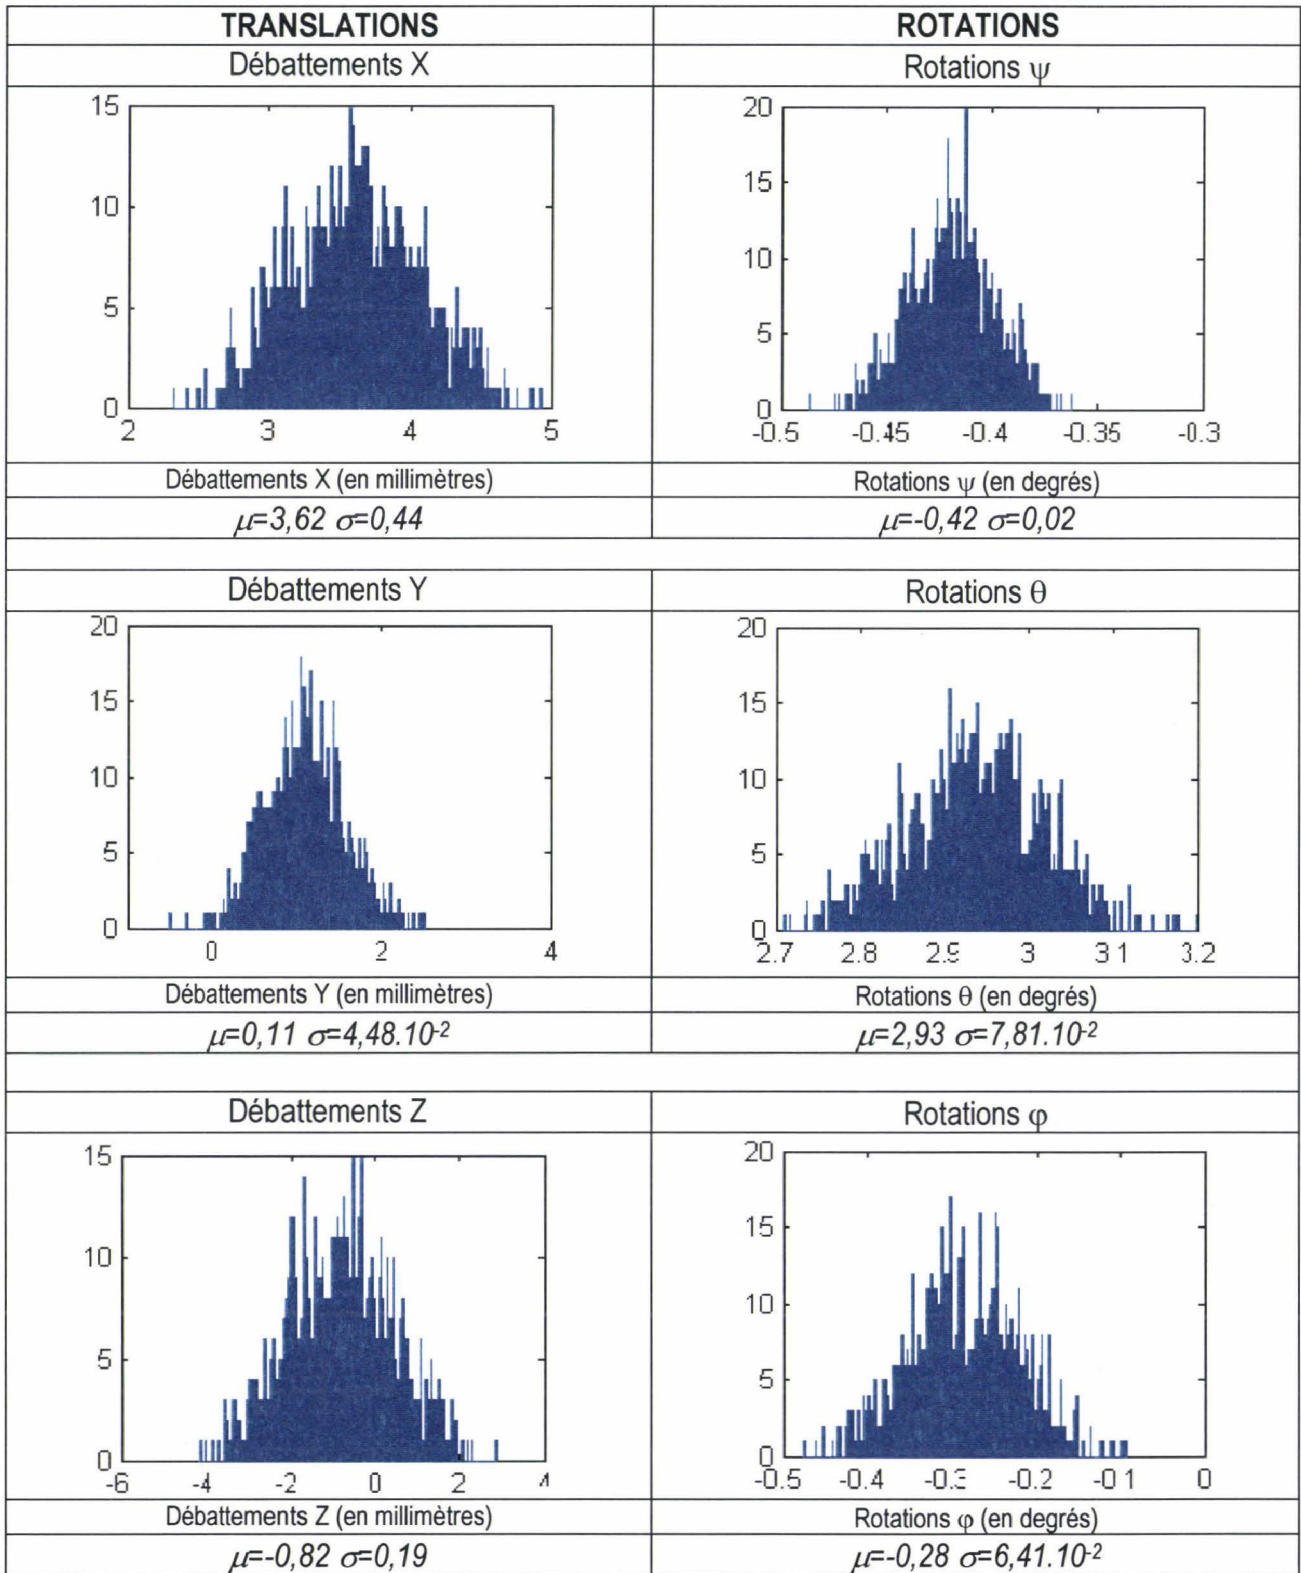 TRANSLATIONS ROTATIONS
Débattements X Rotations ψ
15 20
15
10
10
5
5
0 0
2 3 4 5 -0.5 -0.45 -0.4 -0.35 -0.3
Débattements X (en millimètres) Rotations ψ (en degrés)
μ=3,62 σ=0,44 μ=-0,42 σ=0,02
Débattements Y Rotations θ
20 20
15 15
10 10
5 5
0 0
0 2 4 2.7 2.8 2.9 3 3.1 3.2
Débattements Y (en millimètres) Rotations θ (en degrés)
μ=0,11 σ=4,48.10-2 μ=2,93 σ=7,81.10-2
Débattements Z Rotations φ
15 20
15
10
10
5
5
0 0
-6 -4 -2 0 2 4 -0.5 -0.4 -0.3 -0.2 -0.1 0
Débattements Z (en millimètres) Rotations φ (en degrés)
μ=-0,82 σ=0,19 μ=-0,28 σ=6,41.10-2